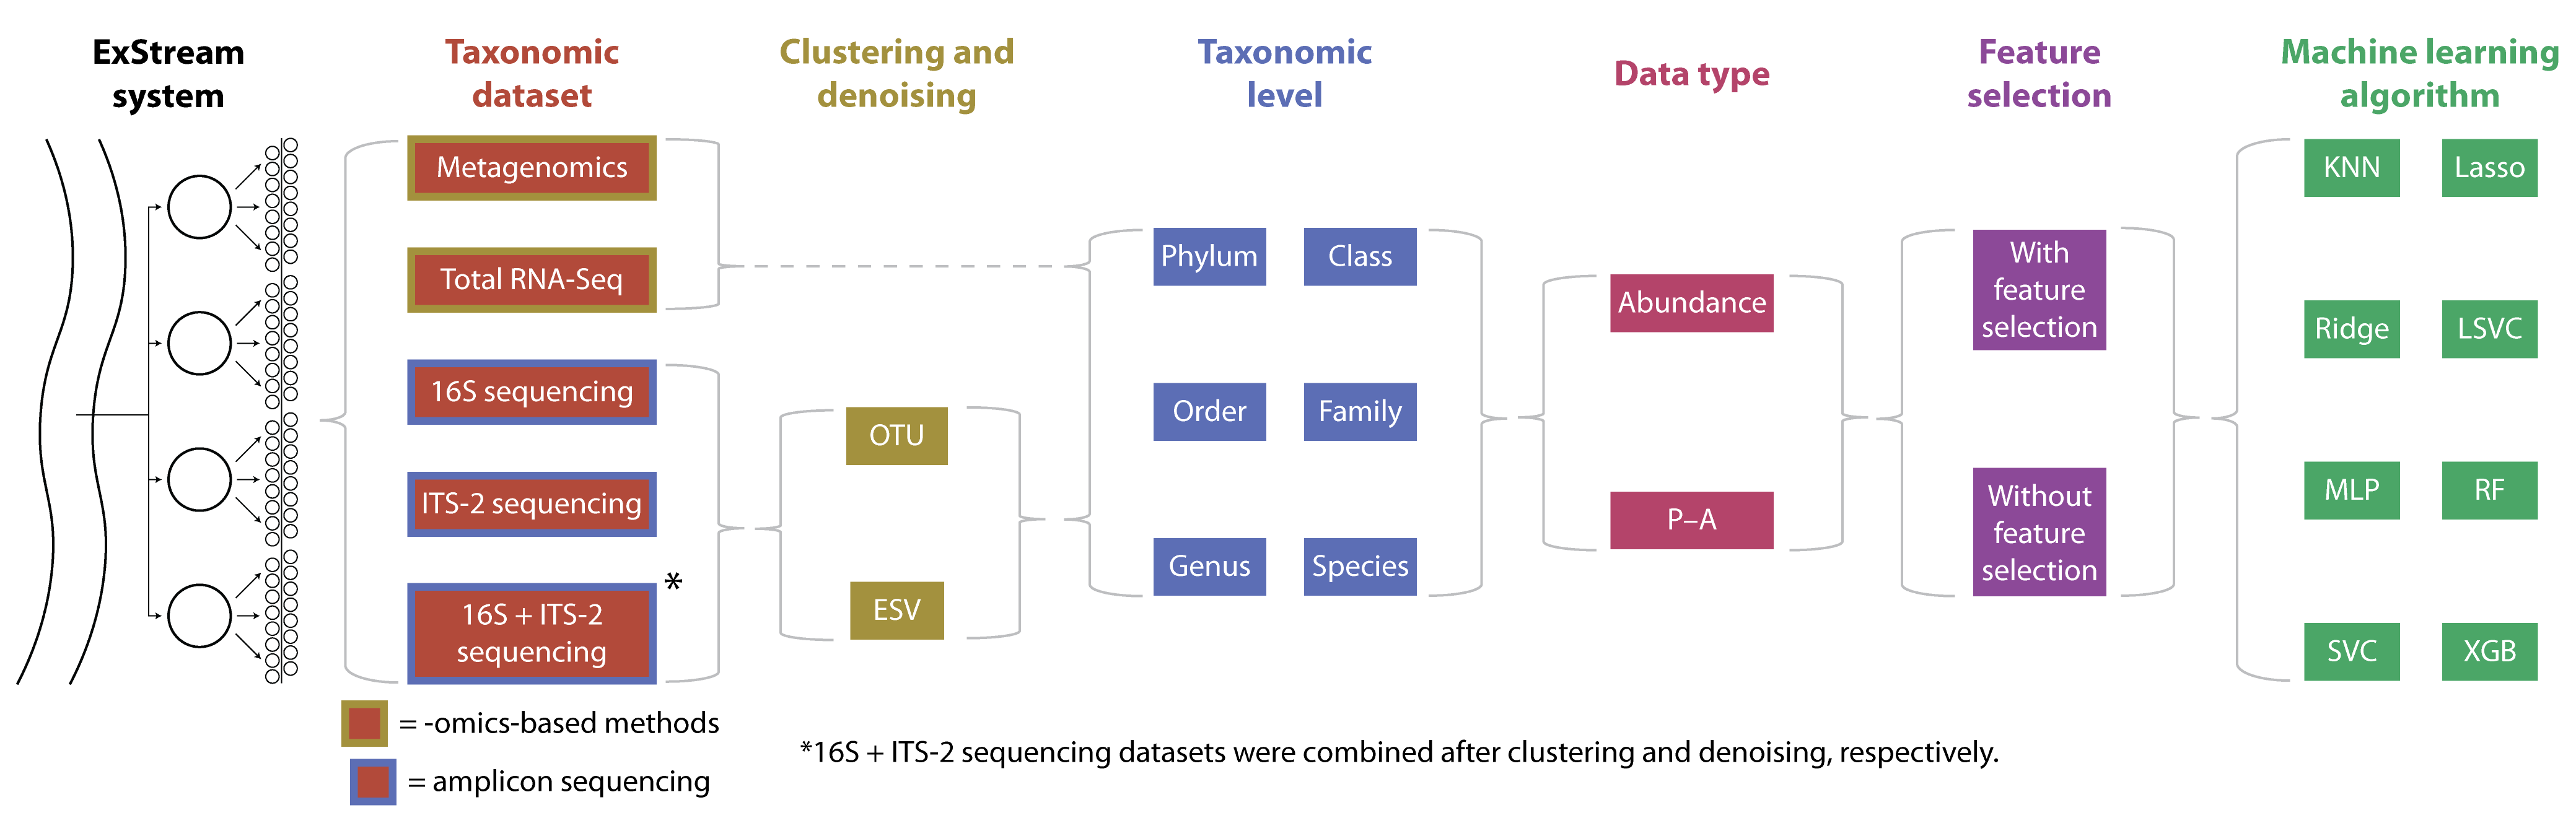 ExStream
system
Taxonomic
dataset
Clustering and
denoising
Taxonomic
level
Data type
Feature
selection
Machine learning
algorithm
Metagenomics
Total RNA-Seq
16S sequencing
ITS-2 sequencing
16S + ITS-2
sequencing
*
OTU
ESV
Phylum
Class
Order
Family
Genus
Species
Abundance
P–A
With
feature
selection
Without
feature
selection
KNN
Lasso
Ridge
LSVC
MLP
RF
SVC
XGB
= -omics-based methods
= amplicon sequencing
*16S + ITS-2 sequencing datasets were combined after clustering and denoising, respectively.